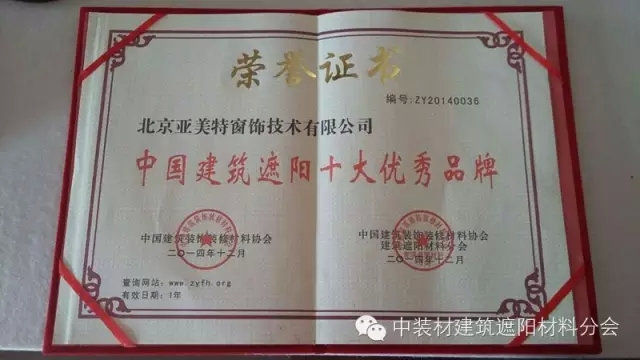 荣誉证书
编号:ZY20140036
北京亚美特窗饰技术有限公司
中国建筑遮阳十大优秀品牌
中国建筑装饰装修材料协会
二〇一四年十二月
中国建筑装饰装修材料协会
建筑遮阳材料分会
二〇一四年十二月
查询网站:www.zyfh.org
有效日期:1年
中装材建筑遮阳材料分会